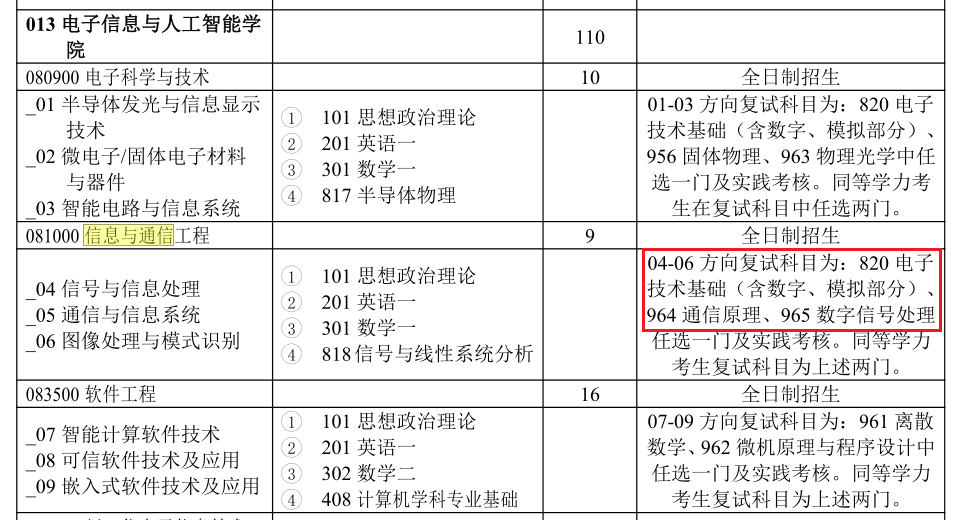 013 电子信息与人工智能学院
110
080900 电子科学与技术
10
全日制招生
_01 半导体发光与信息显示技术
_02 微电子/固体电子材料与器件
_03 智能电路与信息系统
① 101 思想政治理论
② 201 英语一
③ 301 数学一
④ 817 半导体物理
01-03 方向复试科目为：820 电子
技术基础（含数字、模拟部分）、
956 固体物理、963 物理光学中任
选一门及实践考核。同等学力考
生在复试科目中任选两门。
081000 信息与通信工程
9
全日制招生
_04 信号与信息处理
_05 通信与信息系统
_06 图像处理与模式识别
① 101 思想政治理论
② 201 英语一
③ 301 数学一
④ 818 信号与线性系统分析
04-06 方向复试科目为：820 电子
技术基础（含数字、模拟部分）、
964 通信原理、965 数字信号处理
任选一门及实践考核。同等学力
考生复试科目为上述两门。
083500 软件工程
16
全日制招生
_07 智能计算软件技术
_08 可信软件技术及应用
_09 嵌入式软件技术及应用
① 101 思想政治理论
② 201 英语一
③ 302 数学二
④ 408 计算机学科专业基础
07-09 方向复试科目为：961 离散
数学、962 微机原理与程序设计中
任选一门及实践考核。同等学力
考生复试科目为上述两门。